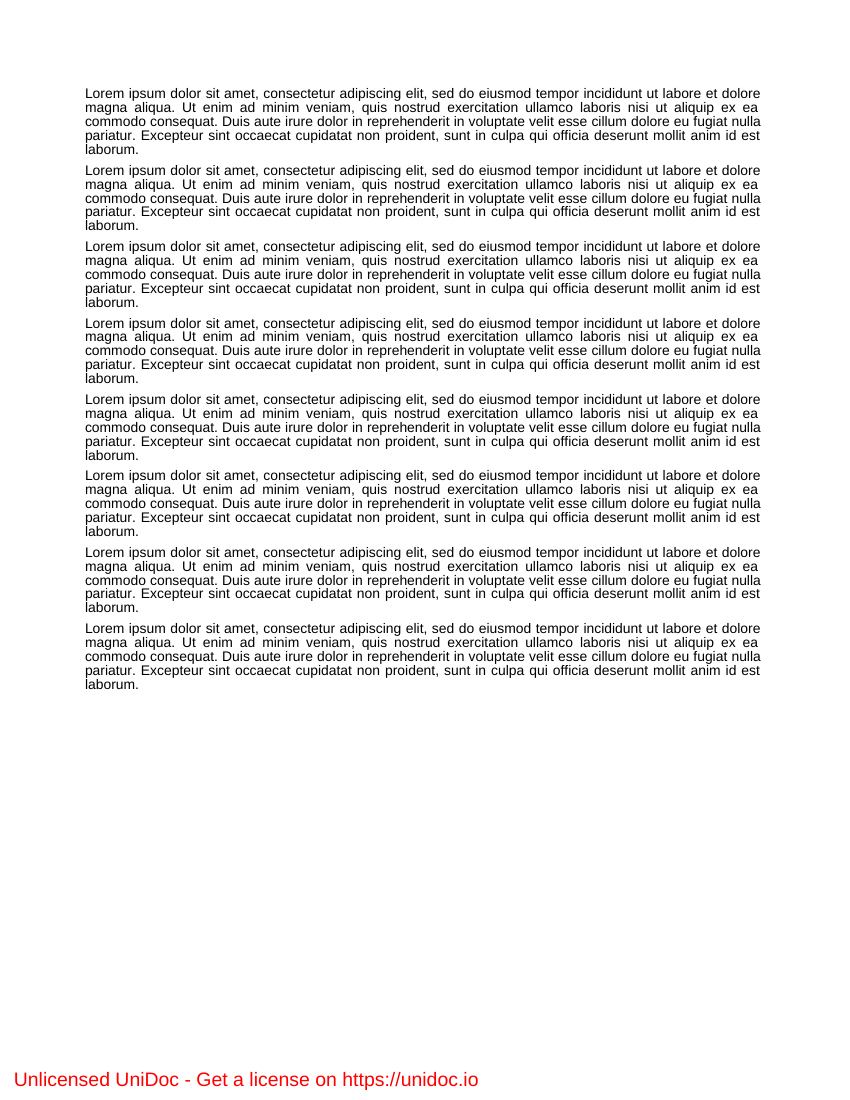 Lorem ipsum dolor sit amet, consectetur adipiscing elit, sed do eiusmod tempor incididunt ut labore et dolore
magna aliqua. Ut enim ad minim veniam, quis nostrud exercitation ullamco laboris nisi ut aliquip ex ea
commodo consequat. Duis aute irure dolor in reprehenderit in voluptate velit esse cillum dolore eu fugiat nulla
pariatur. Excepteur sint occaecat cupidatat non proident, sunt in culpa qui officia deserunt mollit anim id est
laborum.
Lorem ipsum dolor sit amet, consectetur adipiscing elit, sed do eiusmod tempor incididunt ut labore et dolore
magna aliqua. Ut enim ad minim veniam, quis nostrud exercitation ullamco laboris nisi ut aliquip ex ea
commodo consequat. Duis aute irure dolor in reprehenderit in voluptate velit esse cillum dolore eu fugiat nulla
pariatur. Excepteur sint occaecat cupidatat non proident, sunt in culpa qui officia deserunt mollit anim id est
laborum.
Lorem ipsum dolor sit amet, consectetur adipiscing elit, sed do eiusmod tempor incididunt ut labore et dolore
magna aliqua. Ut enim ad minim veniam, quis nostrud exercitation ullamco laboris nisi ut aliquip ex ea
commodo consequat. Duis aute irure dolor in reprehenderit in voluptate velit esse cillum dolore eu fugiat nulla
pariatur. Excepteur sint occaecat cupidatat non proident, sunt in culpa qui officia deserunt mollit anim id est
laborum.
Lorem ipsum dolor sit amet, consectetur adipiscing elit, sed do eiusmod tempor incididunt ut labore et dolore
magna aliqua. Ut enim ad minim veniam, quis nostrud exercitation ullamco laboris nisi ut aliquip ex ea
commodo consequat. Duis aute irure dolor in reprehenderit in voluptate velit esse cillum dolore eu fugiat nulla
pariatur. Excepteur sint occaecat cupidatat non proident, sunt in culpa qui officia deserunt mollit anim id est
laborum.
Lorem ipsum dolor sit amet, consectetur adipiscing elit, sed do eiusmod tempor incididunt ut labore et dolore
magna aliqua. Ut enim ad minim veniam, quis nostrud exercitation ullamco laboris nisi ut aliquip ex ea
commodo consequat. Duis aute irure dolor in reprehenderit in voluptate velit esse cillum dolore eu fugiat nulla
pariatur. Excepteur sint occaecat cupidatat non proident, sunt in culpa qui officia deserunt mollit anim id est
laborum.
Lorem ipsum dolor sit amet, consectetur adipiscing elit, sed do eiusmod tempor incididunt ut labore et dolore
magna aliqua. Ut enim ad minim veniam, quis nostrud exercitation ullamco laboris nisi ut aliquip ex ea
commodo consequat. Duis aute irure dolor in reprehenderit in voluptate velit esse cillum dolore eu fugiat nulla
pariatur. Excepteur sint occaecat cupidatat non proident, sunt in culpa qui officia deserunt mollit anim id est
laborum.
Lorem ipsum dolor sit amet, consectetur adipiscing elit, sed do eiusmod tempor incididunt ut labore et dolore
magna aliqua. Ut enim ad minim veniam, quis nostrud exercitation ullamco laboris nisi ut aliquip ex ea
commodo consequat. Duis aute irure dolor in reprehenderit in voluptate velit esse cillum dolore eu fugiat nulla
pariatur. Excepteur sint occaecat cupidatat non proident, sunt in culpa qui officia deserunt mollit anim id est
laborum.
Lorem ipsum dolor sit amet, consectetur adipiscing elit, sed do eiusmod tempor incididunt ut labore et dolore
magna aliqua. Ut enim ad minim veniam, quis nostrud exercitation ullamco laboris nisi ut aliquip ex ea
commodo consequat. Duis aute irure dolor in reprehenderit in voluptate velit esse cillum dolore eu fugiat nulla
pariatur. Excepteur sint occaecat cupidatat non proident, sunt in culpa qui officia deserunt mollit anim id est
laborum.
Unlicensed UniDoc - Get a license on https://unidoc.io